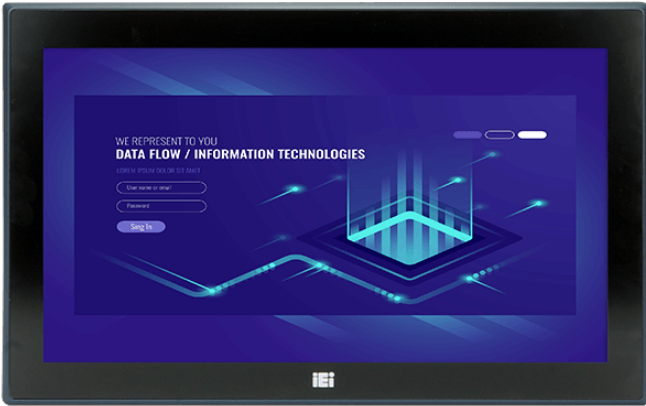 WE REPRESENT TO YOU
DATA FLOW / INFORMATION TECHNOLOGIES
LOREM IPSUM DOLOR SIT AMET
User name or email
Password
Sing In
iEi